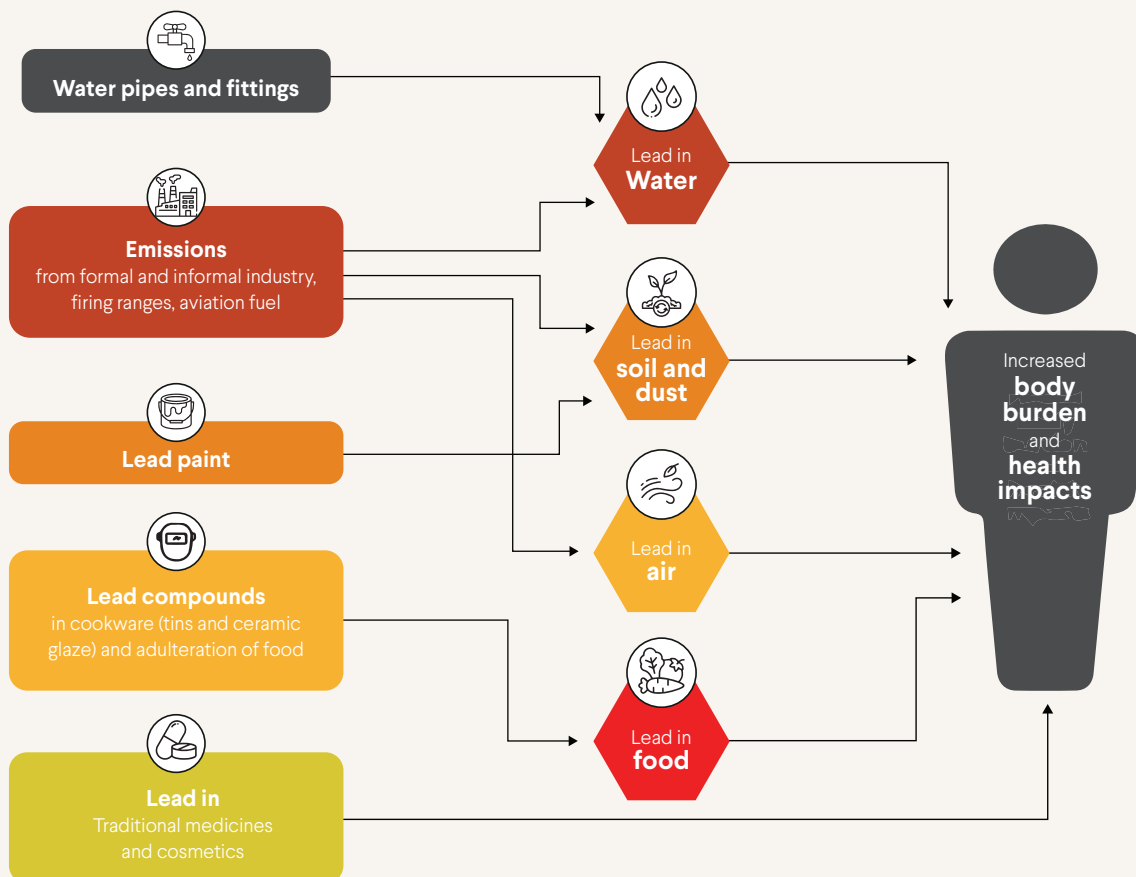 Water pipes and fittings
Emissions
from formal and informal industry,
firing ranges, aviation fuel
Lead paint
Lead compounds
in cookware (tins and ceramic
glaze) and adulteration of food
Lead in
Traditional medicines
and cosmetics
Lead in
Water
Lead in
soil and
dust
Lead in
air
Lead in
food
Increased
body
burden
and
health
impacts